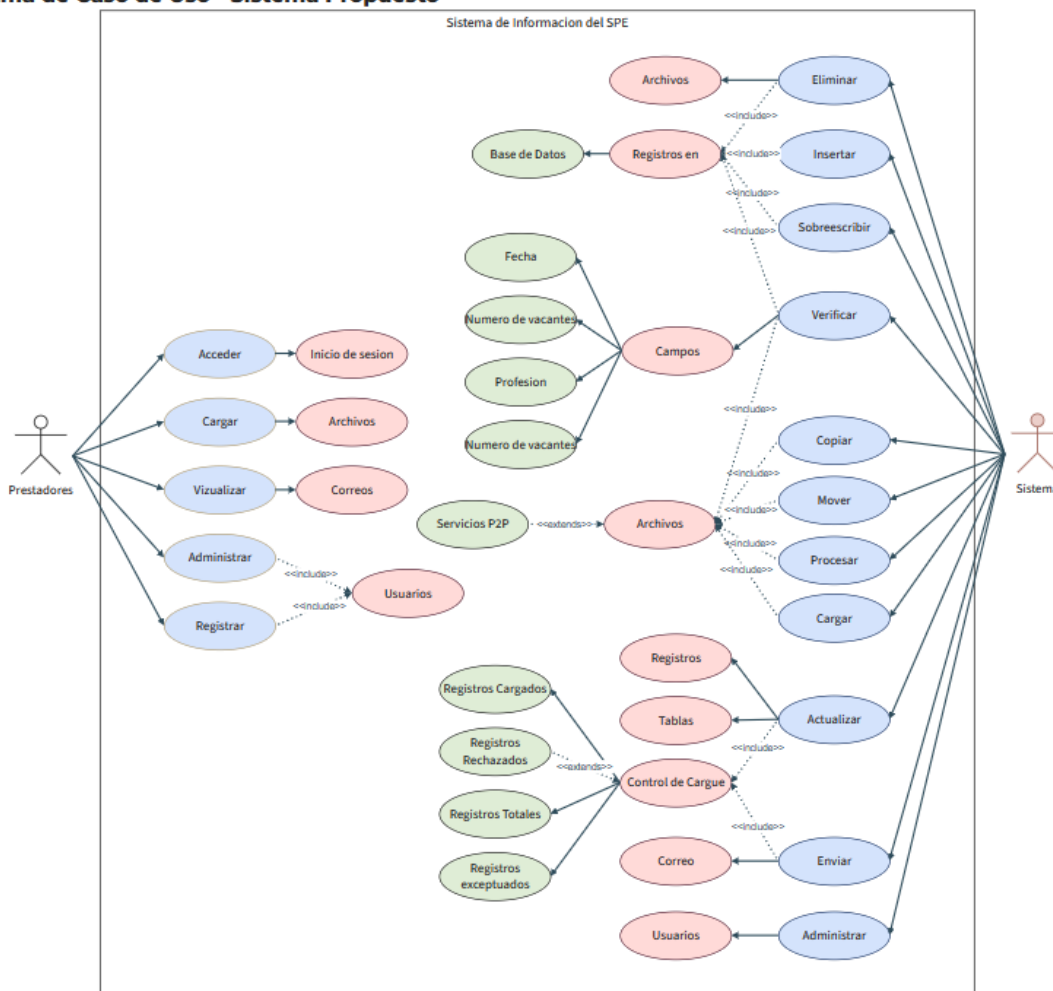 Sistema de Informacion del SPE
Archivos
Eliminar
<<include>>
Base de Datos
Registros en
<<include>>
Insertar
<<include>>
Sobreescribir
<<include>>
Fecha
Numero de vacantes
Verificar
Campos
Profesion
Numero de vacantes
<<include>>
Acceder
Inicio de sesion
Cargar
Archivos
Prestadores
Vizualizar
Correos
Administrar
<<include>>
Usuarios
<<include>>
Registrar
Copiar
<<include>>
Mover
Servicios P2P
<<extends>>
Archivos
<<include>>
<<include>>
Procesar
<<include>>
Cargar
Sistem
Registros
Registros Cargados
Tablas
Actualizar
Registros
Rechazados
<<include>>
<<extends>>
Control de Cargue
Registros Totales
<<include>>
Correo
Enviar
Registros
exceptuados
Usuarios
Administrar